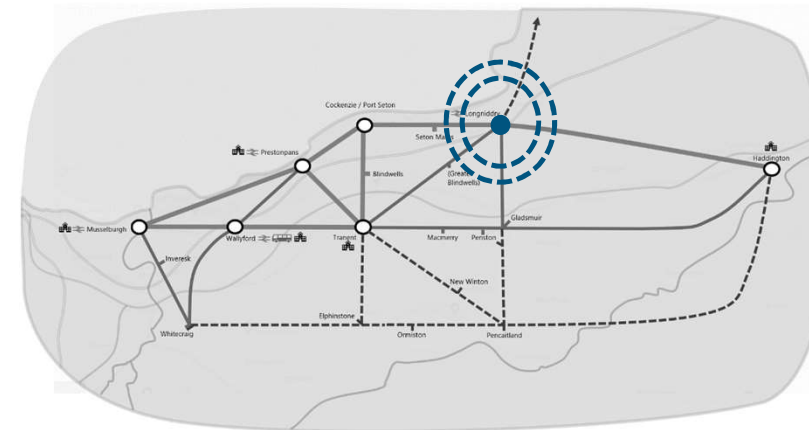 Cockenzie / Port Seton
Longniddry
Seton Mains
Prestonpans
Haddington
Blindwells
(Greater
Blindwells)
Gladsmuir
Musselburgh
Wallyford
Tranent
Macmerry
Penston
Inveresk
New Winton
Elphinstone
Whitecraig
Ormiston
Pencaitland